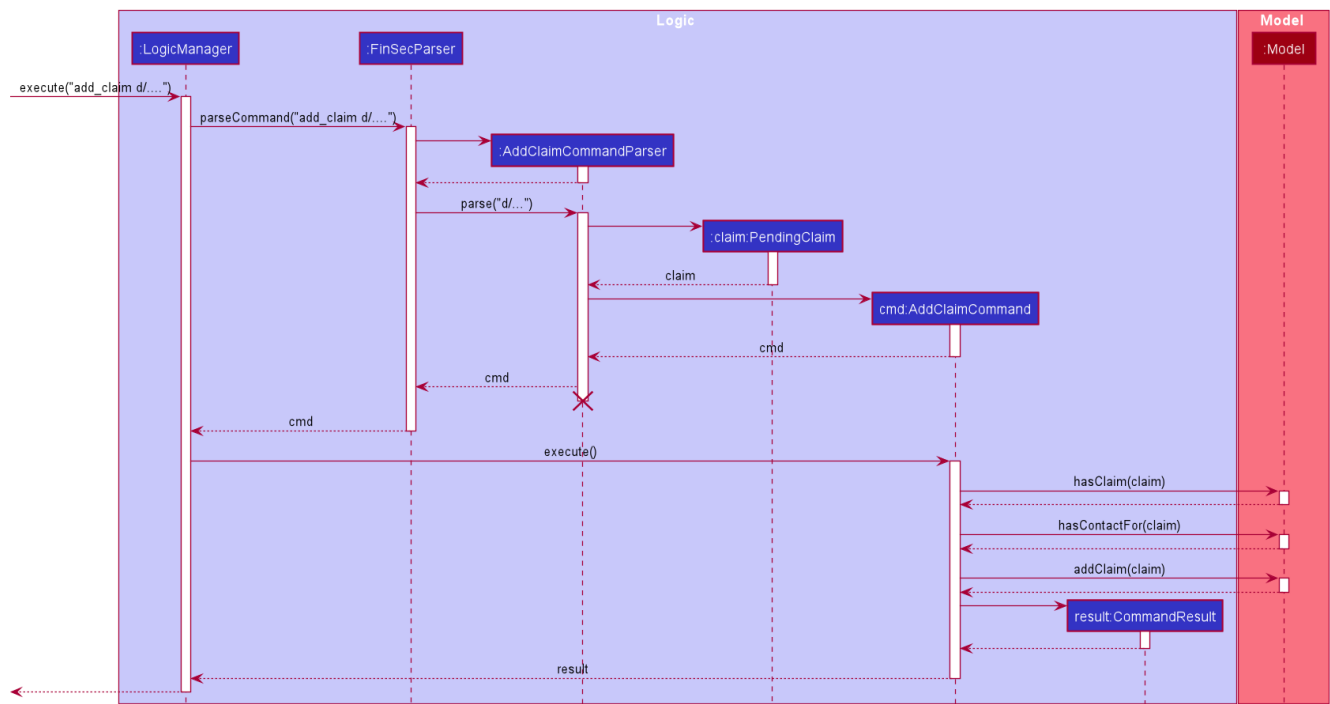 Logic
Model
:LogicManager
:FinSecParser
:Model
execute("add_claim d/....")
parseCommand("add_claim d/....")
:AddClaimCommandParser
parse("d/...")
:claim:PendingClaim
claim
cmd:AddClaimCommand
cmd
cmd
cmd
execute()
hasClaim(claim)
hasContactFor(claim)
addClaim(claim)
result:CommandResult
result